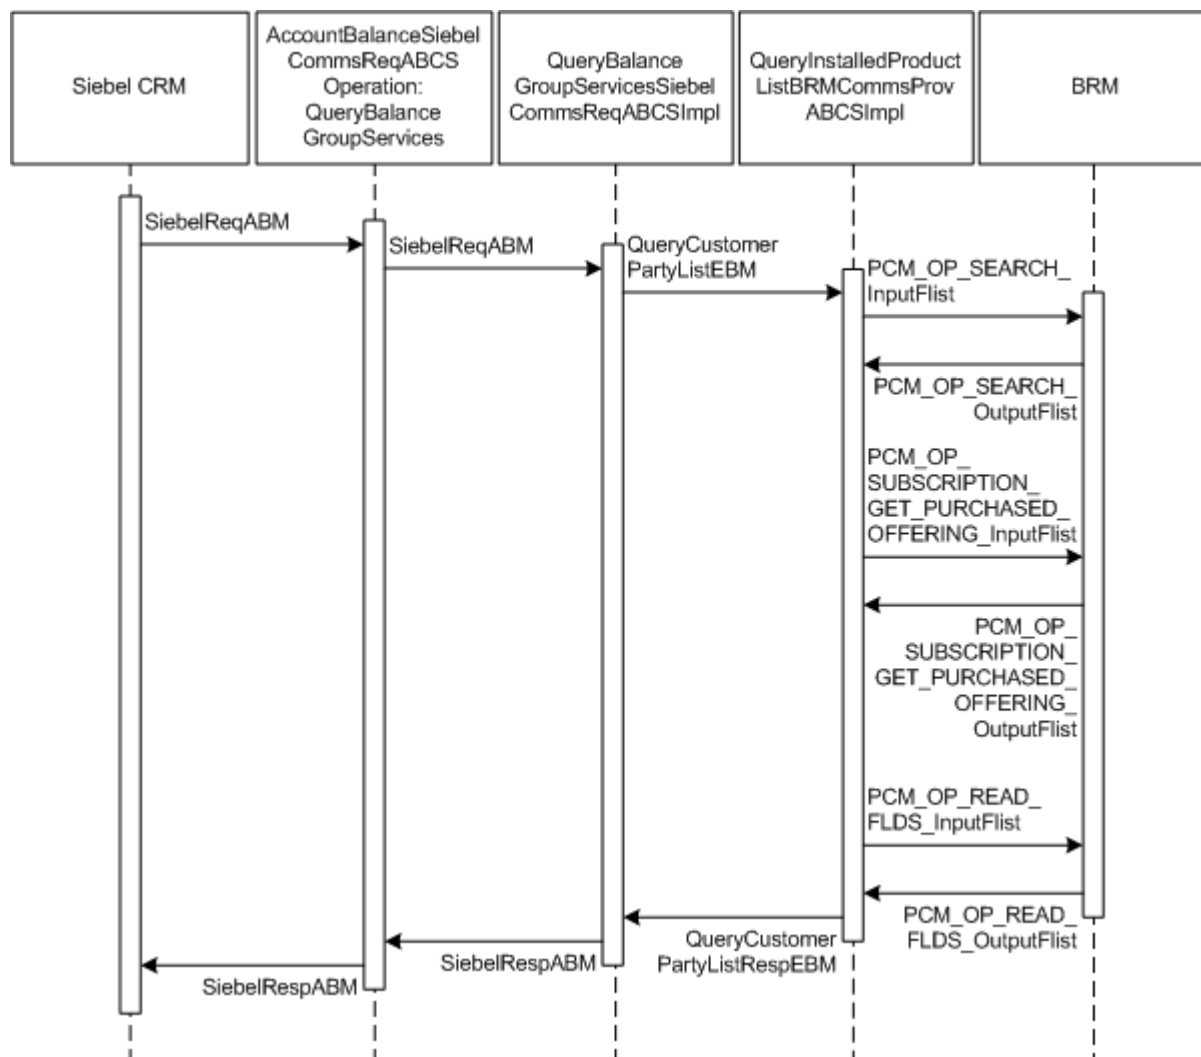 Siebel CRM
AccountBalanceSiebel
CommsReqABCS
Operation:
QueryBalance
GroupServices
QueryBalance
GroupServicesSiebel
CommsReqABCSImpl
QueryInstalledProduct
ListBRMCommsProv
ABCSImpl
BRM
SiebelReqABM
SiebelReqABM
QueryCustomer
PartyListEBM
PCM_OP_SEARCH_
InputFlist
PCM_OP_SEARCH_
OutputFlist
PCM_OP_
SUBSCRIPTION_
GET_PURCHASED_
OFFERING_InputFlist
PCM_OP_
SUBSCRIPTION_
GET_PURCHASED_
OFFERING_
OutputFlist
PCM_OP_READ_
FLDS_InputFlist
PCM_OP_READ_
FLDS_OutputFlist
QueryCustomer
PartyListRespEBM
SiebelRespABM
SiebelRespABM